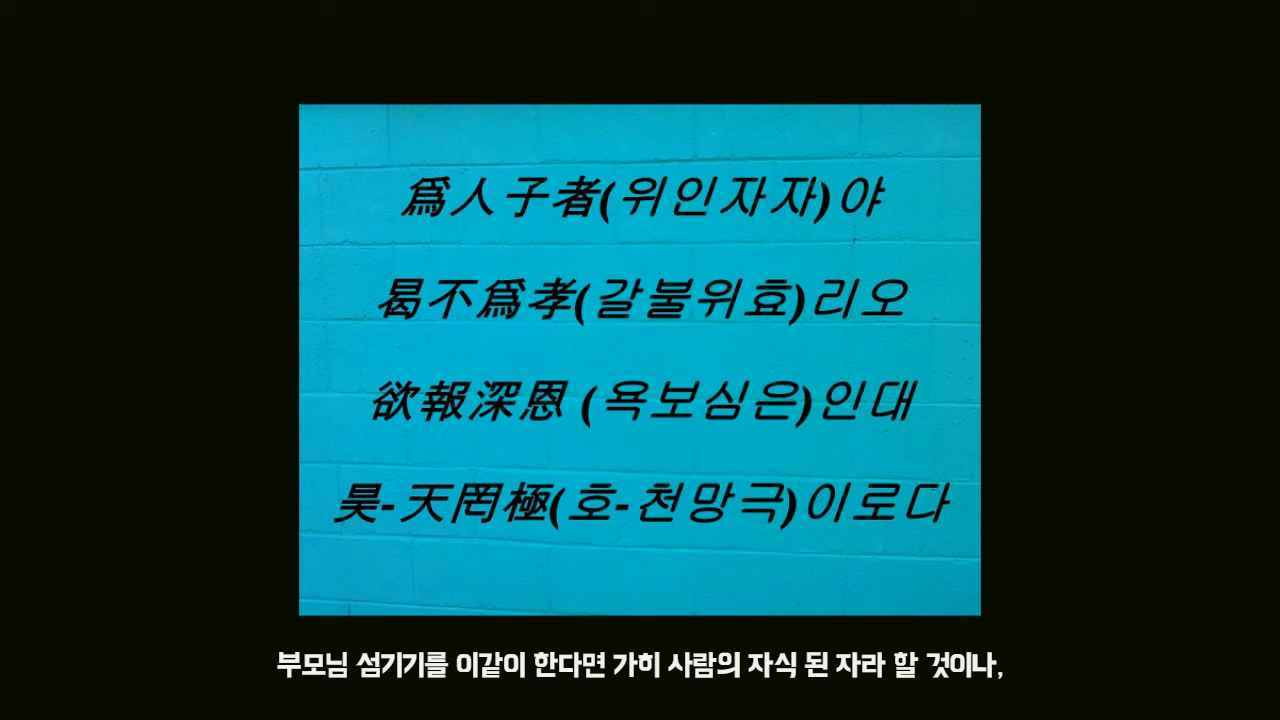 爲人子者(위인자자)야
曷不爲孝(갈불위효)리오
欲報深恩 (욕보심은)인대
昊-天罔極(호-천망극)이로다
부모님 섬기기를 이같이 한다면 가히 사람의 자식 된 자라 할 것이나,